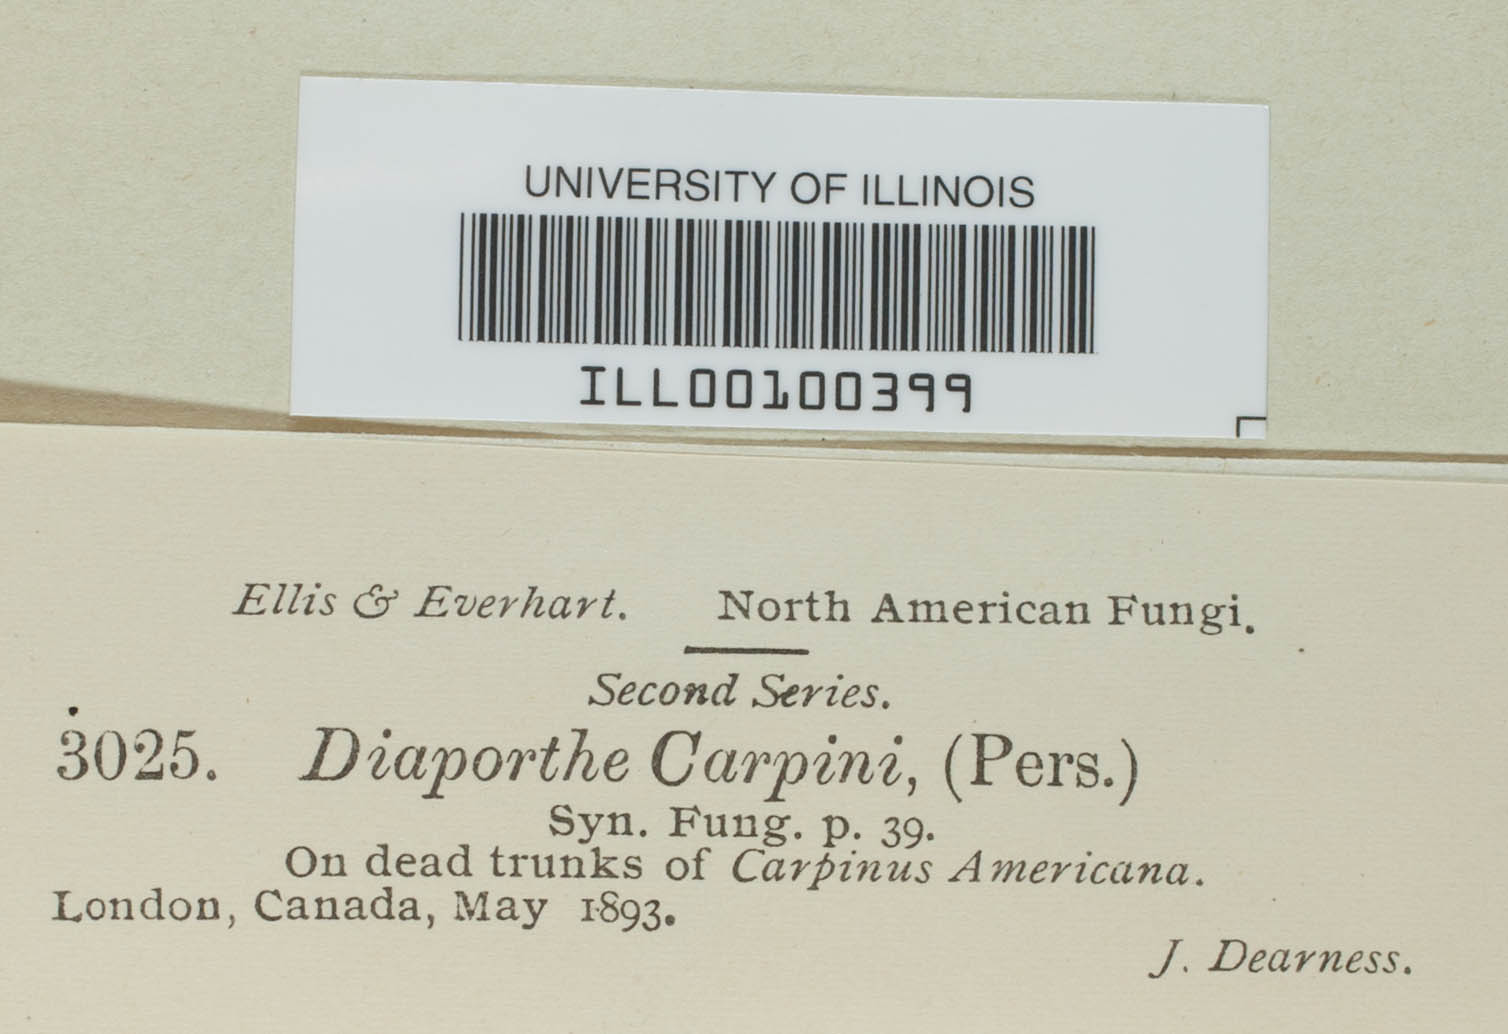 UNIVERSITY OF ILLINOIS
ILL00100399
Ellis & Everhart. North American Fungi.
Second Series.
3025. Diaporthe Carpini, (Pers.)
Syn. Fung. p. 39.
On dead trunks of Carpinus Americana.
London, Canada, May 1893.
J. Dearness.